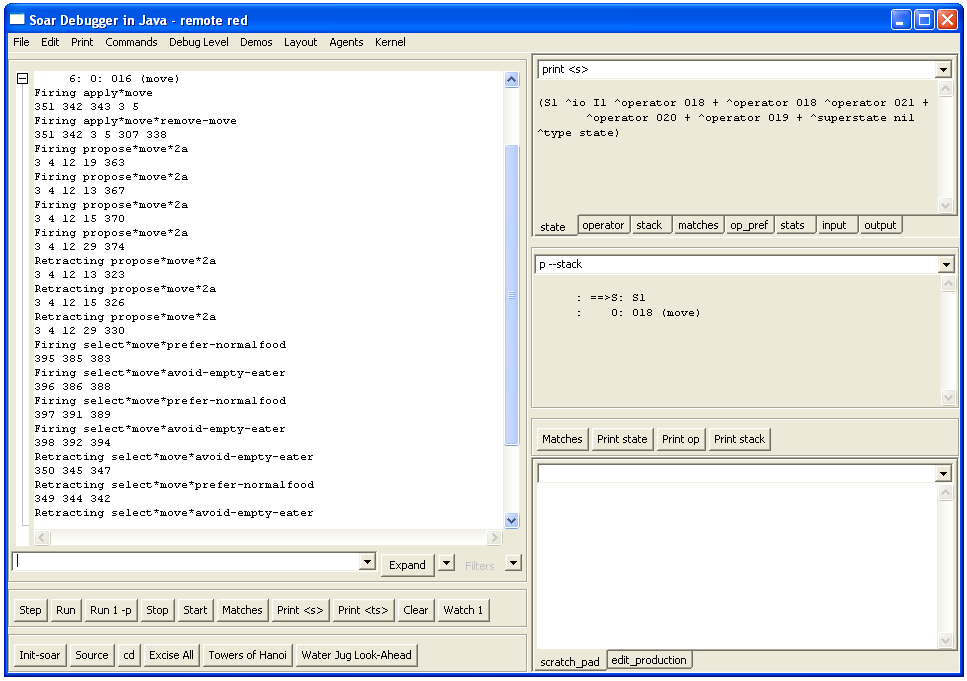 Soar Debugger in Java - remote red
File Edit Print Commands Debug Level Demos Layout Agents Kernel
6: O: O16 (move)
Firing apply*move
351 342 343 3 5
Firing apply*move*remove-move
351 342 3 5 307 338
Firing propose*move*2a
3 4 12 19 363
Firing propose*move*2a
3 4 12 13 367
Firing propose*move*2a
3 4 12 15 370
Firing propose*move*2a
3 4 12 29 374
Retracting propose*move*2a
3 4 12 13 323
Retracting propose*move*2a
3 4 12 15 326
Retracting propose*move*2a
3 4 12 29 330
Firing select*move*prefer-normalfood
395 385 383
Firing select*move*avoid-empty-eater
396 386 388
Firing select*move*prefer-normalfood
397 391 389
Firing select*move*avoid-empty-eater
398 392 394
Retracting select*move*avoid-empty-eater
350 345 347
Retracting select*move*prefer-normalfood
349 344 342
Retracting select*move*avoid-empty-eater
Expand Filters
Step Run Run 1 -p Stop Start Matches Print <s> Print <ts> Clear Watch 1
Init-soar Source cd Excise All Towers of Hanoi Water Jug Look-Ahead
print <s>
(S1 ^io I1 ^operator O18 + ^operator O18 ^operator O21 +
^operator O20 + ^operator O19 + ^superstate nil
^type state)
state operator stack matches op_pref stats input output
p --stack
: ==>S: S1
: O: O18 (move)
Matches Print state Print op Print stack
scratch_pad edit_production